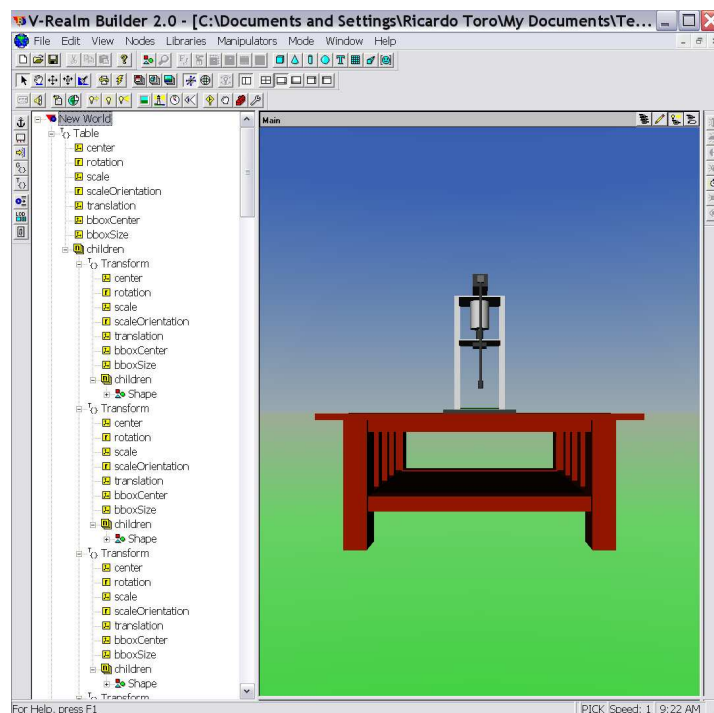 V-Realm Builder 2.0 - [C:\Documents and Settings\Ricardo Toro\My Documents\Te...
File Edit View Nodes Libraries Manipulators Mode Window Help
New World
Main
Table
center
rotation
scale
scaleOrientation
translation
bboxCenter
bboxSize
children
Transform
center
rotation
scale
scaleOrientation
translation
bboxCenter
bboxSize
children
Shape
Transform
center
rotation
scale
scaleOrientation
translation
bboxCenter
bboxSize
children
Shape
Transform
center
rotation
scale
scaleOrientation
translation
bboxCenter
bboxSize
children
Shape
Transform
For Help, press F1
PICK Speed: 1 9:22 AM